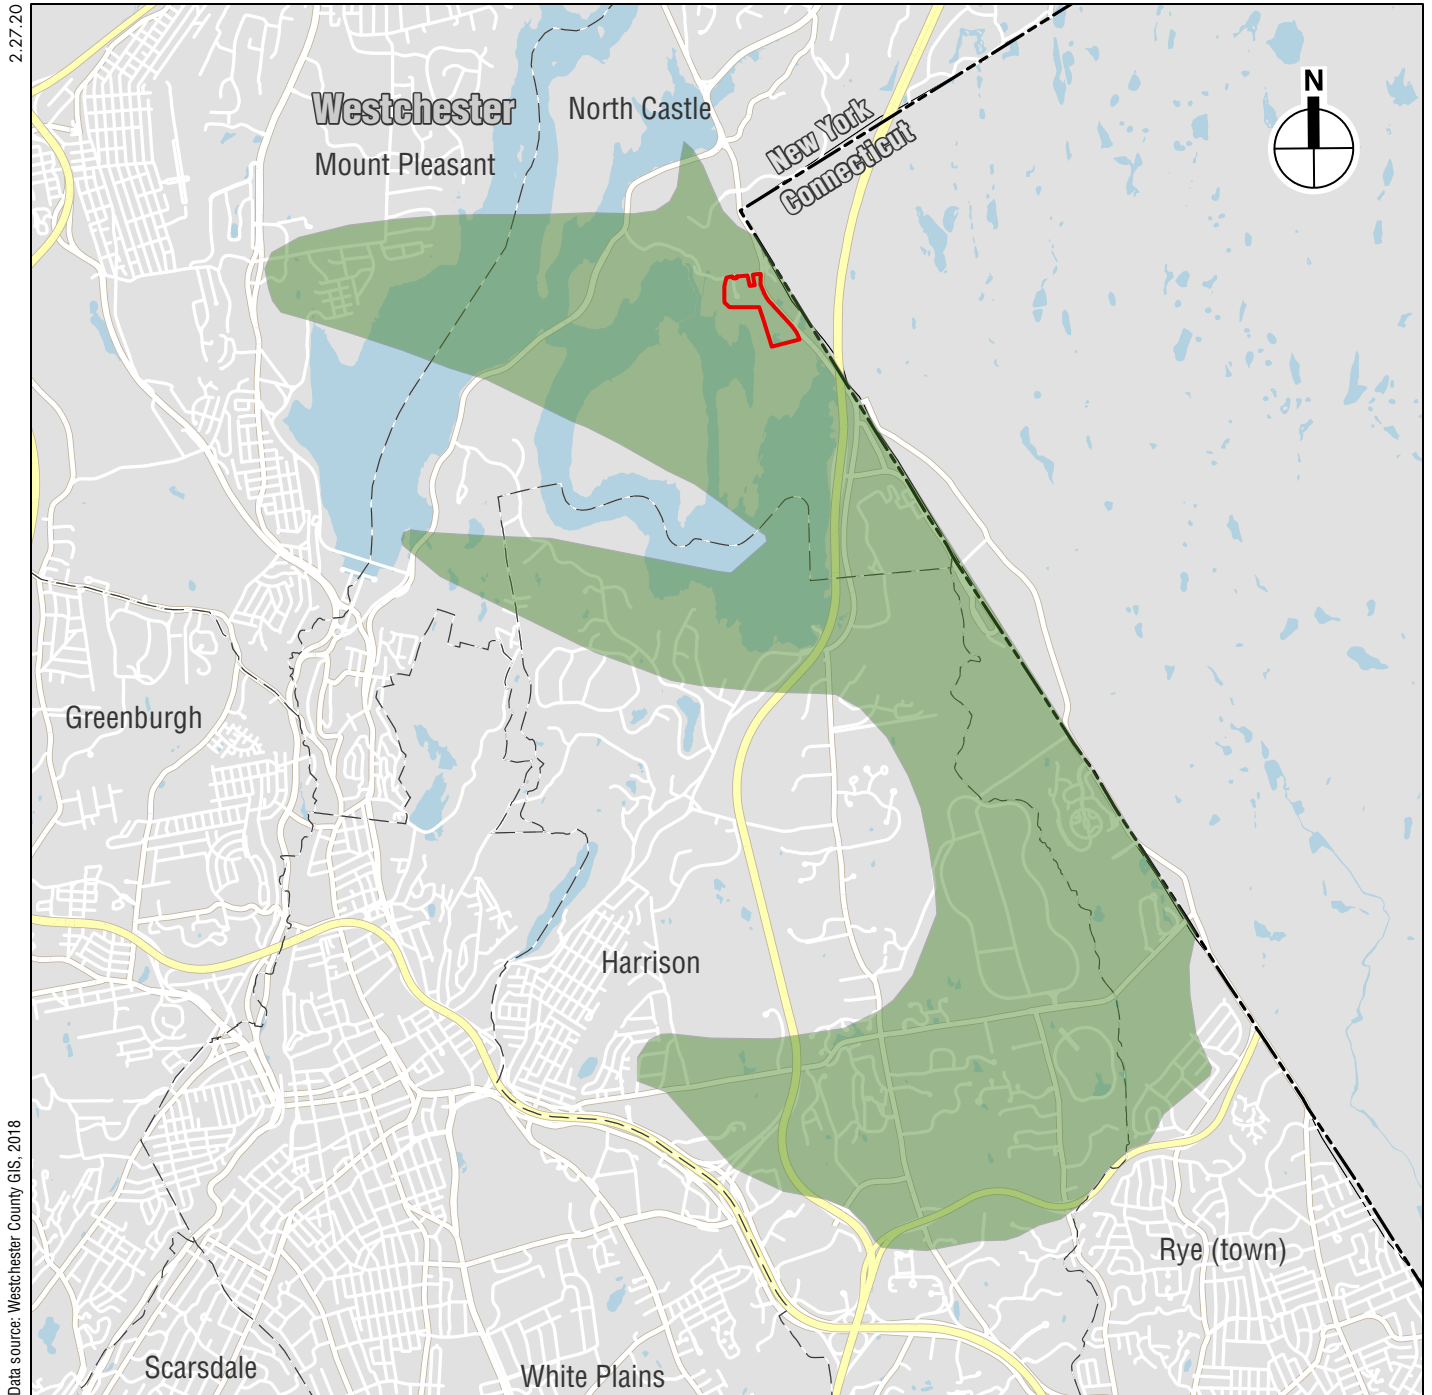 2.27.20
Westchester
North Castle
Mount Pleasant
New York
Connecticut
N
Greenburgh
Harrison
Rye (town)
Scarsdale
White Plains
Data source: Westchester County GIS, 2018